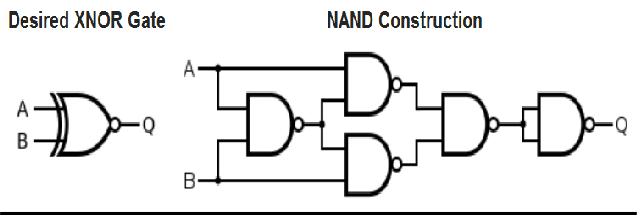 Desired XNOR Gate
NAND Construction
A
B
Q
A
B
Q